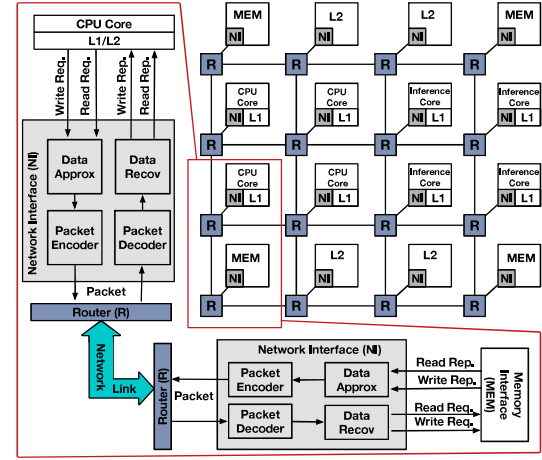 CPU Core
L1/L2
Write Req.
Read Req.
Write Req.
Read Rep.
Network Interface (NI)
Data
Approx
Data
Recov
Packet
Encoder
Packet
Decoder
Packet
Router (R)
Network
Link
MEM
NI
R
L2
NI
R
L2
NI
R
MEM
NI
R
CPU
Core
NI
L1
R
CPU
Core
NI
L1
R
Inference
Core
NI
L1
R
Inference
Core
NI
L1
R
CPU
Core
NI
L1
R
CPU
Core
NI
L1
R
Inference
Core
NI
L1
R
Inference
Core
NI
L1
R
MEM
NI
R
L2
NI
R
L2
NI
R
MEM
NI
R
Router (R)
Packet
Network Interface (NI)
Packet
Encoder
Data
Approx
Packet
Decoder
Data
Recov
Read Rep.
Write Rep.
Read Req.
Write Req.
Memory
Interface
(MEM)